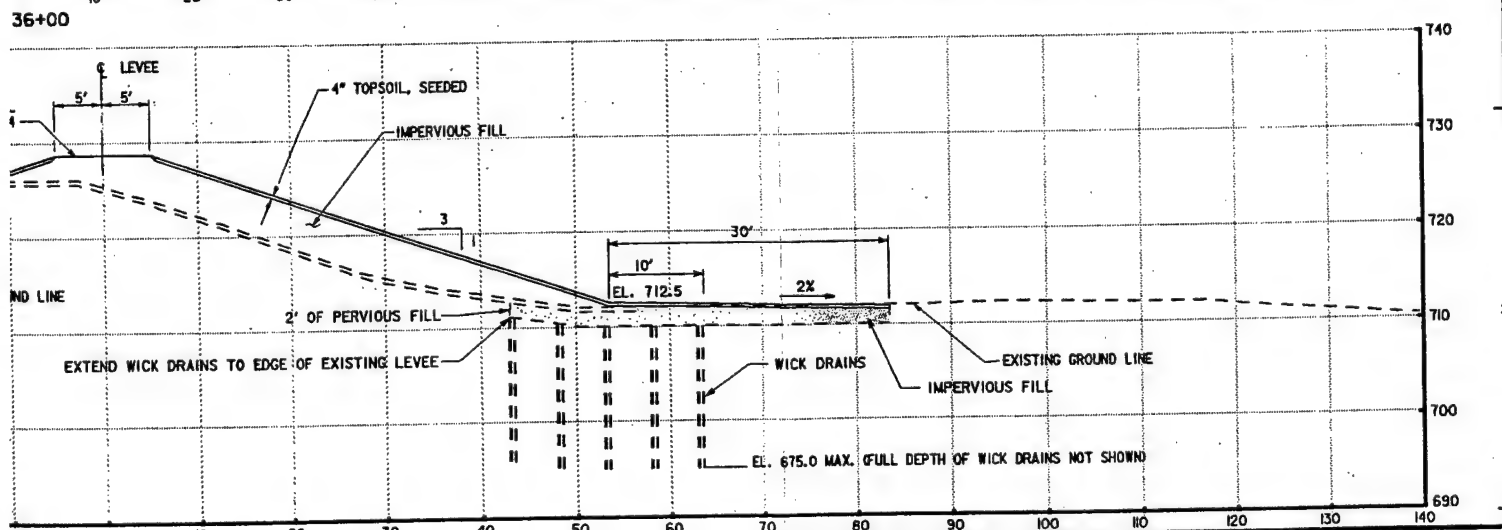 36+00
740
℄ LEVEE
5' 5'
4" TOPSOIL, SEEDED
IMPERVIOUS FILL
730
3
1
720
30'
10'
2%
EL. 712.5
ND LINE
2' OF PERVIOUS FILL
710
EXTEND WICK DRAINS TO EDGE OF EXISTING LEVEE
WICK DRAINS
EXISTING GROUND LINE
IMPERVIOUS FILL
700
EL. 675.0 MAX. (FULL DEPTH OF WICK DRAINS NOT SHOWN)
690
40 50 60 70 80 90 100 110 120 130 140